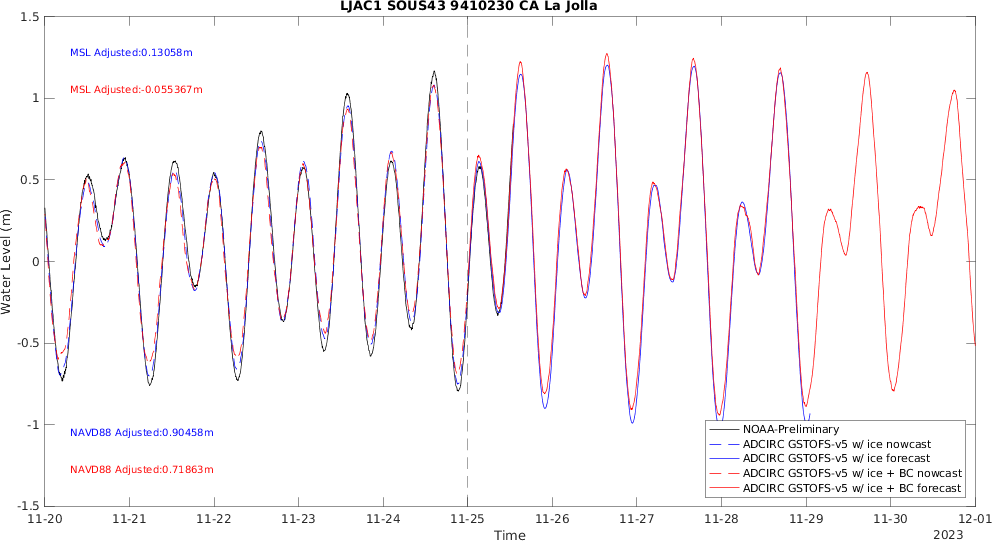 LJAC1 SOUS43 9410230 CA La Jolla
1.5
MSL Adjusted:0.13058m
MSL Adjusted:-0.055367m
1
0.5
0
-0.5
-1
-1.5
Water Level (m)
NAVD88 Adjusted:0.90458m
NAVD88 Adjusted:0.71863m
NOAA-Preliminary
ADCIRC GSTOFS-v5 w/ ice nowcast
ADCIRC GSTOFS-v5 w/ ice forecast
ADCIRC GSTOFS-v5 w/ ice + BC nowcast
ADCIRC GSTOFS-v5 w/ ice + BC forecast
11-20 11-21 11-22 11-23 11-24 11-25 11-26 11-27 11-28 11-29 11-30 12-01
Time
2023